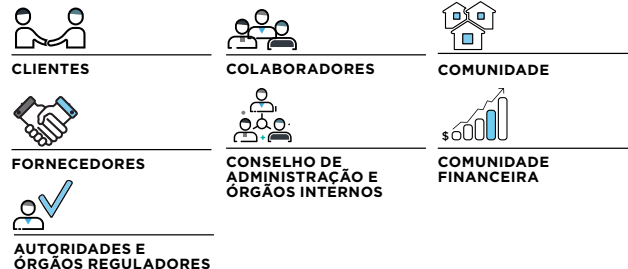 CLIENTES
COLABORADORES
COMUNIDADE
FORNECEDORES
CONSELHO DE
ADMINISTRAÇÃO E
ÓRGÃOS INTERNOS
$
COMUNIDADE
FINANCEIRA
AUTORIDADES E
ÓRGÃOS REGULADORES